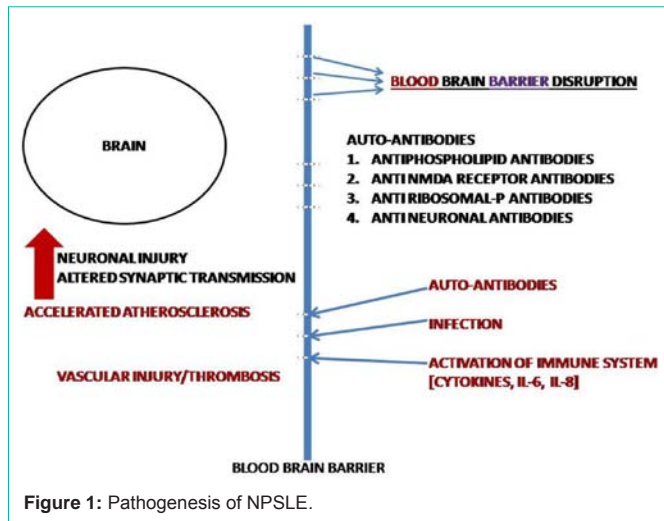 BLOOD BRAIN BARRIER DISRUPTION
BRAIN
AUTO-ANTIBODIES
1. ANTIPHOSPHOLIPID ANTIBODIES
2. ANTI NMDA RECEPTOR ANTIBODIES
3. ANTI RIBOSOMAL-P ANTIBODIES
4. ANTI NEURONAL ANTIBODIES
NEURONAL INJURY
ALTERED SYNAPTIC TRANSMISSION
ACCELERATED ATHEROSCLEROSIS
VASCULAR INJURY/THROMBOSIS
AUTO-ANTIBODIES
INFECTION
ACTIVATION OF IMMUNE SYSTEM
[CYTOKINES, IL-6, IL-8]
BLOOD BRAIN BARRIER
Figure 1: Pathogenesis of NPSLE.